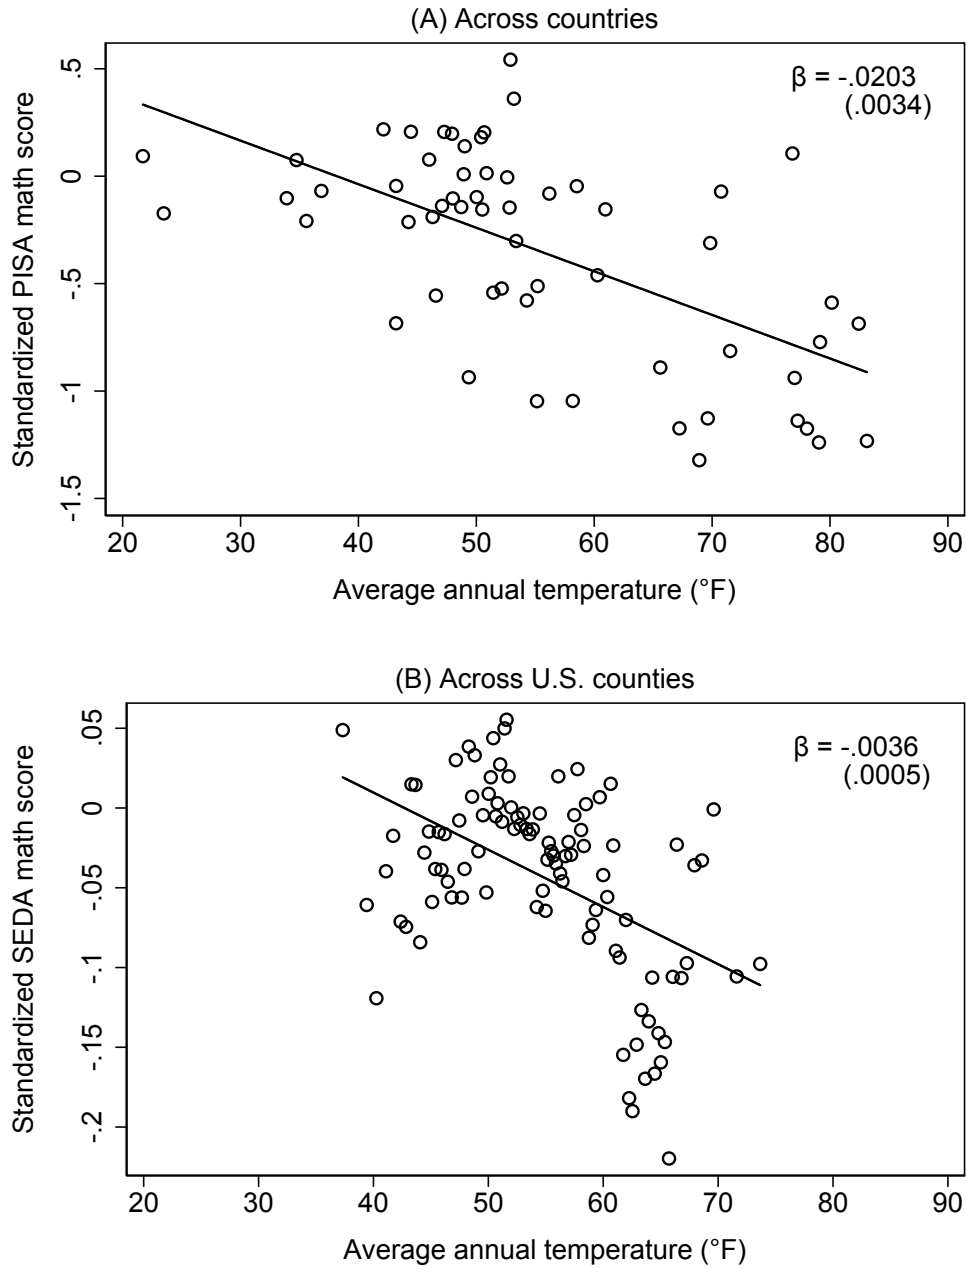 (A) Across countries
β = -.0203
(.0034)
Standardized PISA math score
.5
0
-.5
-1
-1.5
20 30 40 50 60 70 80 90
Average annual temperature (°F)
(B) Across U.S. counties
β = -.0036
(.0005)
Standardized SEDA math score
.05
0
-.05
-.1
-.15
-.2
20 30 40 50 60 70 80 90
Average annual temperature (°F)